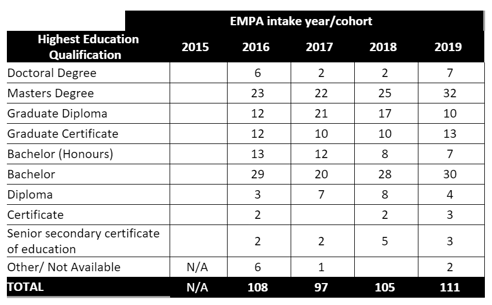 EMPA intake year/cohort
Highest Education Qualification 2015 2016 2017 2018 2019
Doctoral Degree 6 2 2 7
Masters Degree 23 22 25 32
Graduate Diploma 12 21 17 10
Graduate Certificate 12 10 10 13
Bachelor (Honours) 13 12 8 7
Bachelor 29 20 28 30
Diploma 3 7 8 4
Certificate 2 2 3
Senior secondary certificate of education 2 2 5 3
Other/ Not Available N/A 6 1 2
TOTAL N/A 108 97 105 111